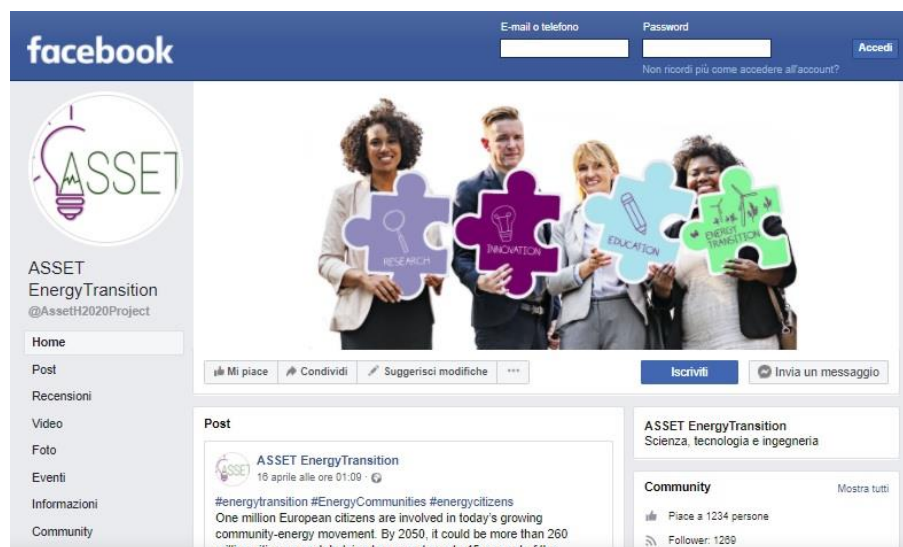 facebook
E-mail o telefono
Password
Accedi
Non ricordi più come accedere all'account?
ASSET
ASSET
EnergyTransition
@AssetH2020Project
Home
Post
Recensioni
Video
Foto
Eventi
Informazioni
Community
RESEARCH
INNOVATION
EDUCATION
ENERGY
TRANSITION
Mi piace
Condividi
Suggerisci modifiche
Iscriviti
Invia un messaggio
Post
ASSET
ASSET EnergyTransition
16 aprile alle ore 01:09
#energytransition #EnergyCommunities #energycitizens
One million European citizens are involved in today's growing
community-energy movement. By 2050, it could be more than 260
ASSET EnergyTransition
Scienza, tecnologia e ingegneria
Community
Mostra tutti
Piace a 1234 persone
Follower: 1269